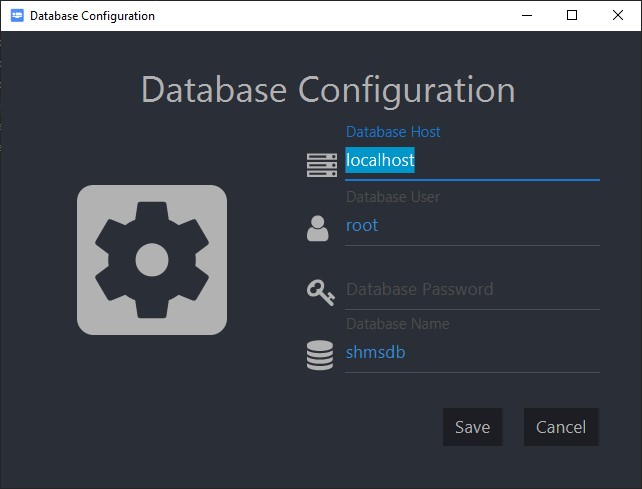 Database Configuration
Database Configuration
Database Host
localhost
Database User
root
Database Password
Database Name
shmsdb
Save
Cancel